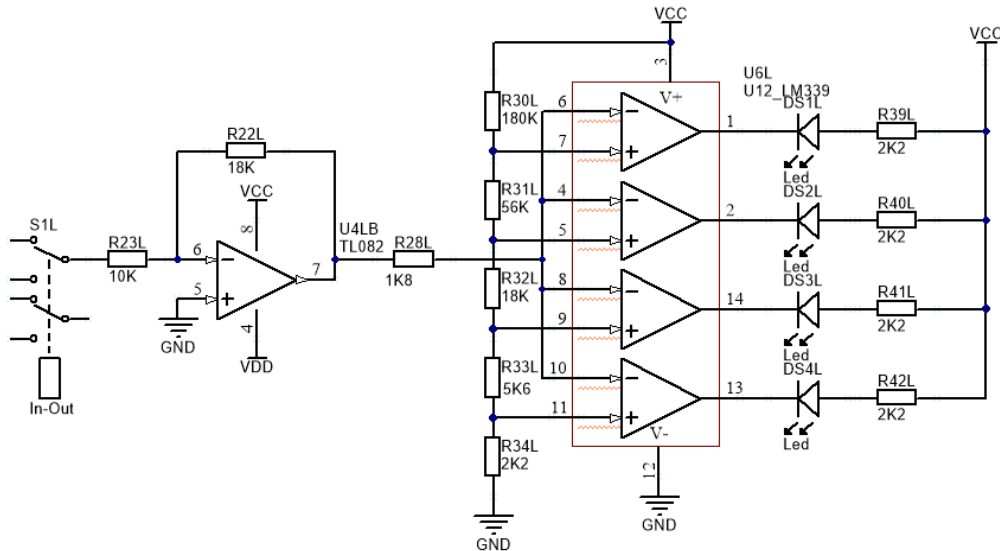 VCC
VCC
3
U6L
U12_LM339
V+
R30L
180K
6
7
1
DS1L
Led
R39L
2K2
R22L
18K
VCC
8
S1L
R23L
10K
6
5
7
4
GND
VDD
U4LB
TL082
R28L
1K8
R31L
56K
4
5
2
DS2L
Led
R40L
2K2
R32L
18K
8
9
14
DS3L
Led
R41L
2K2
R33L
5K6
10
11
13
DS4L
Led
R42L
2K2
In-Out
R34L
2K2
V-
12
GND
GND